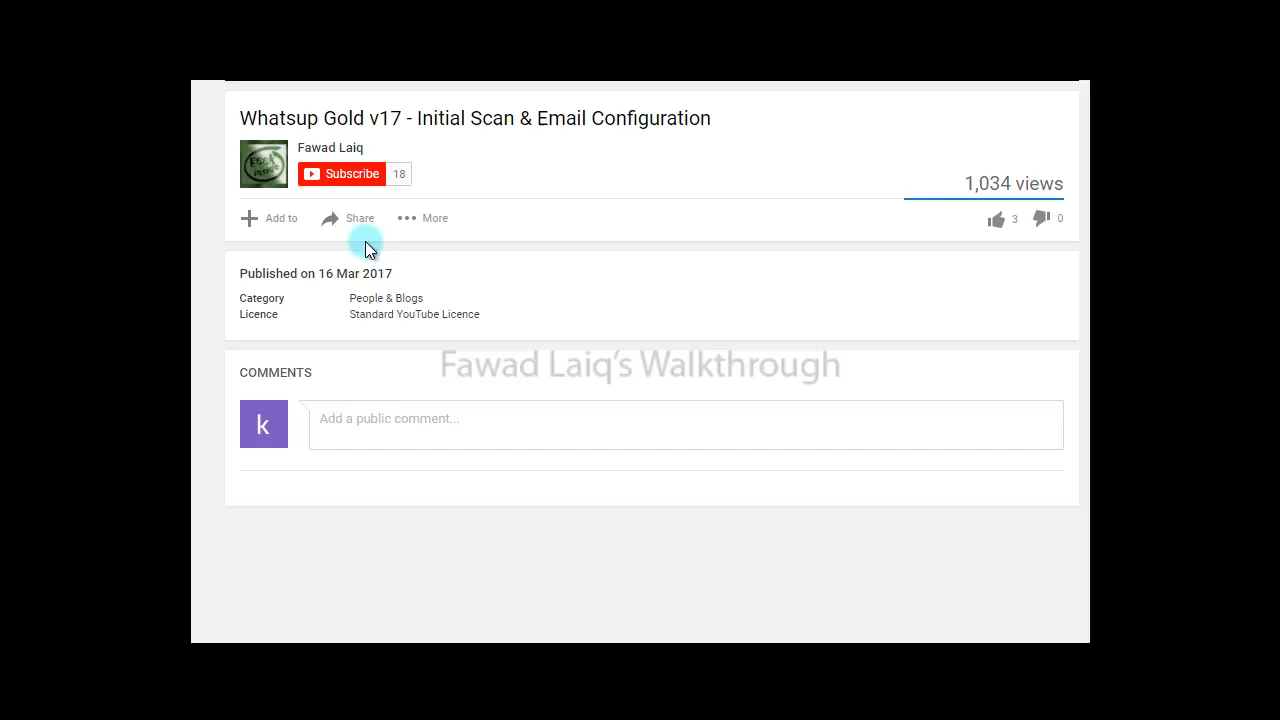 Whatsup Gold v17 - Initial Scan & Email Configuration
Fawad Laiq
Subscribe 18
1,034 views
Add to Share More 3 0
Published on 16 Mar 2017
Category People & Blogs
Licence Standard YouTube Licence
Fawad Laiq's Walkthrough
COMMENTS
k Add a public comment...